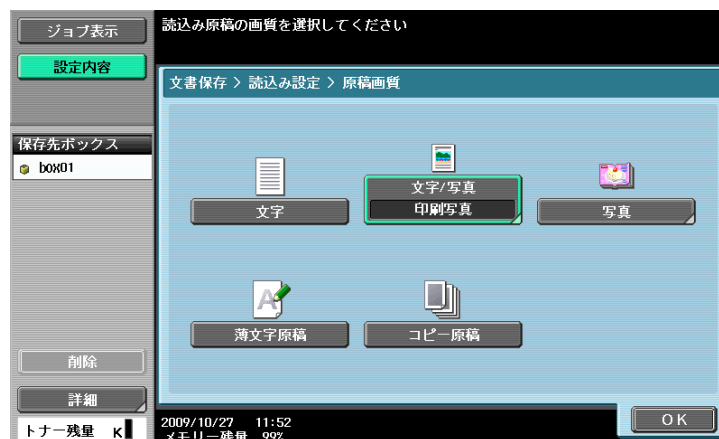 ジョブ表示
設定内容
保存先ボックス
box01
削除
詳細
トナー残量 K
読込み原稿の画質を選択してください
文書保存 > 読込み設定 > 原稿画質
文字
文字/写真
印刷写真
写真
薄文字原稿
コピー原稿
2009/10/27 11:52
メモリー残量 99%
OK